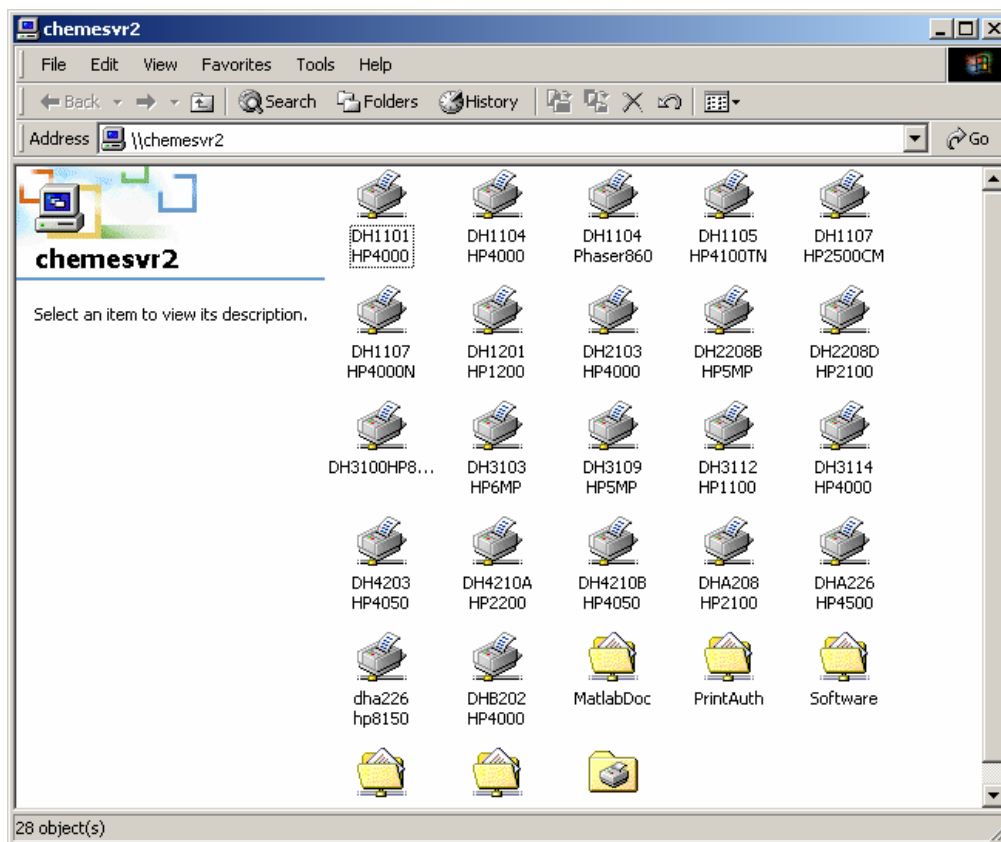 chemesvr2
File Edit View Favorites Tools Help
Back Search Folders History
Address \\chemesvr2 Go
chemesvr2
Select an item to view its description.
DH1101 HP4000
DH1104 HP4000
DH1104 Phaser860
DH1105 HP4100TN
DH1107 HP2500CM
DH1107 HP4000N
DH1201 HP1200
DH2103 HP4000
DH2208B HP5MP
DH2208D HP2100
DH3100HP8...
DH3103 HP6MP
DH3109 HP5MP
DH3112 HP1100
DH3114 HP4000
DH4203 HP4050
DH4210A HP2200
DH4210B HP4050
DHA208 HP2100
DHA226 HP4500
dha226 hp8150
DHB202 HP4000
MatlabDoc
PrintAuth
Software
28 object(s)